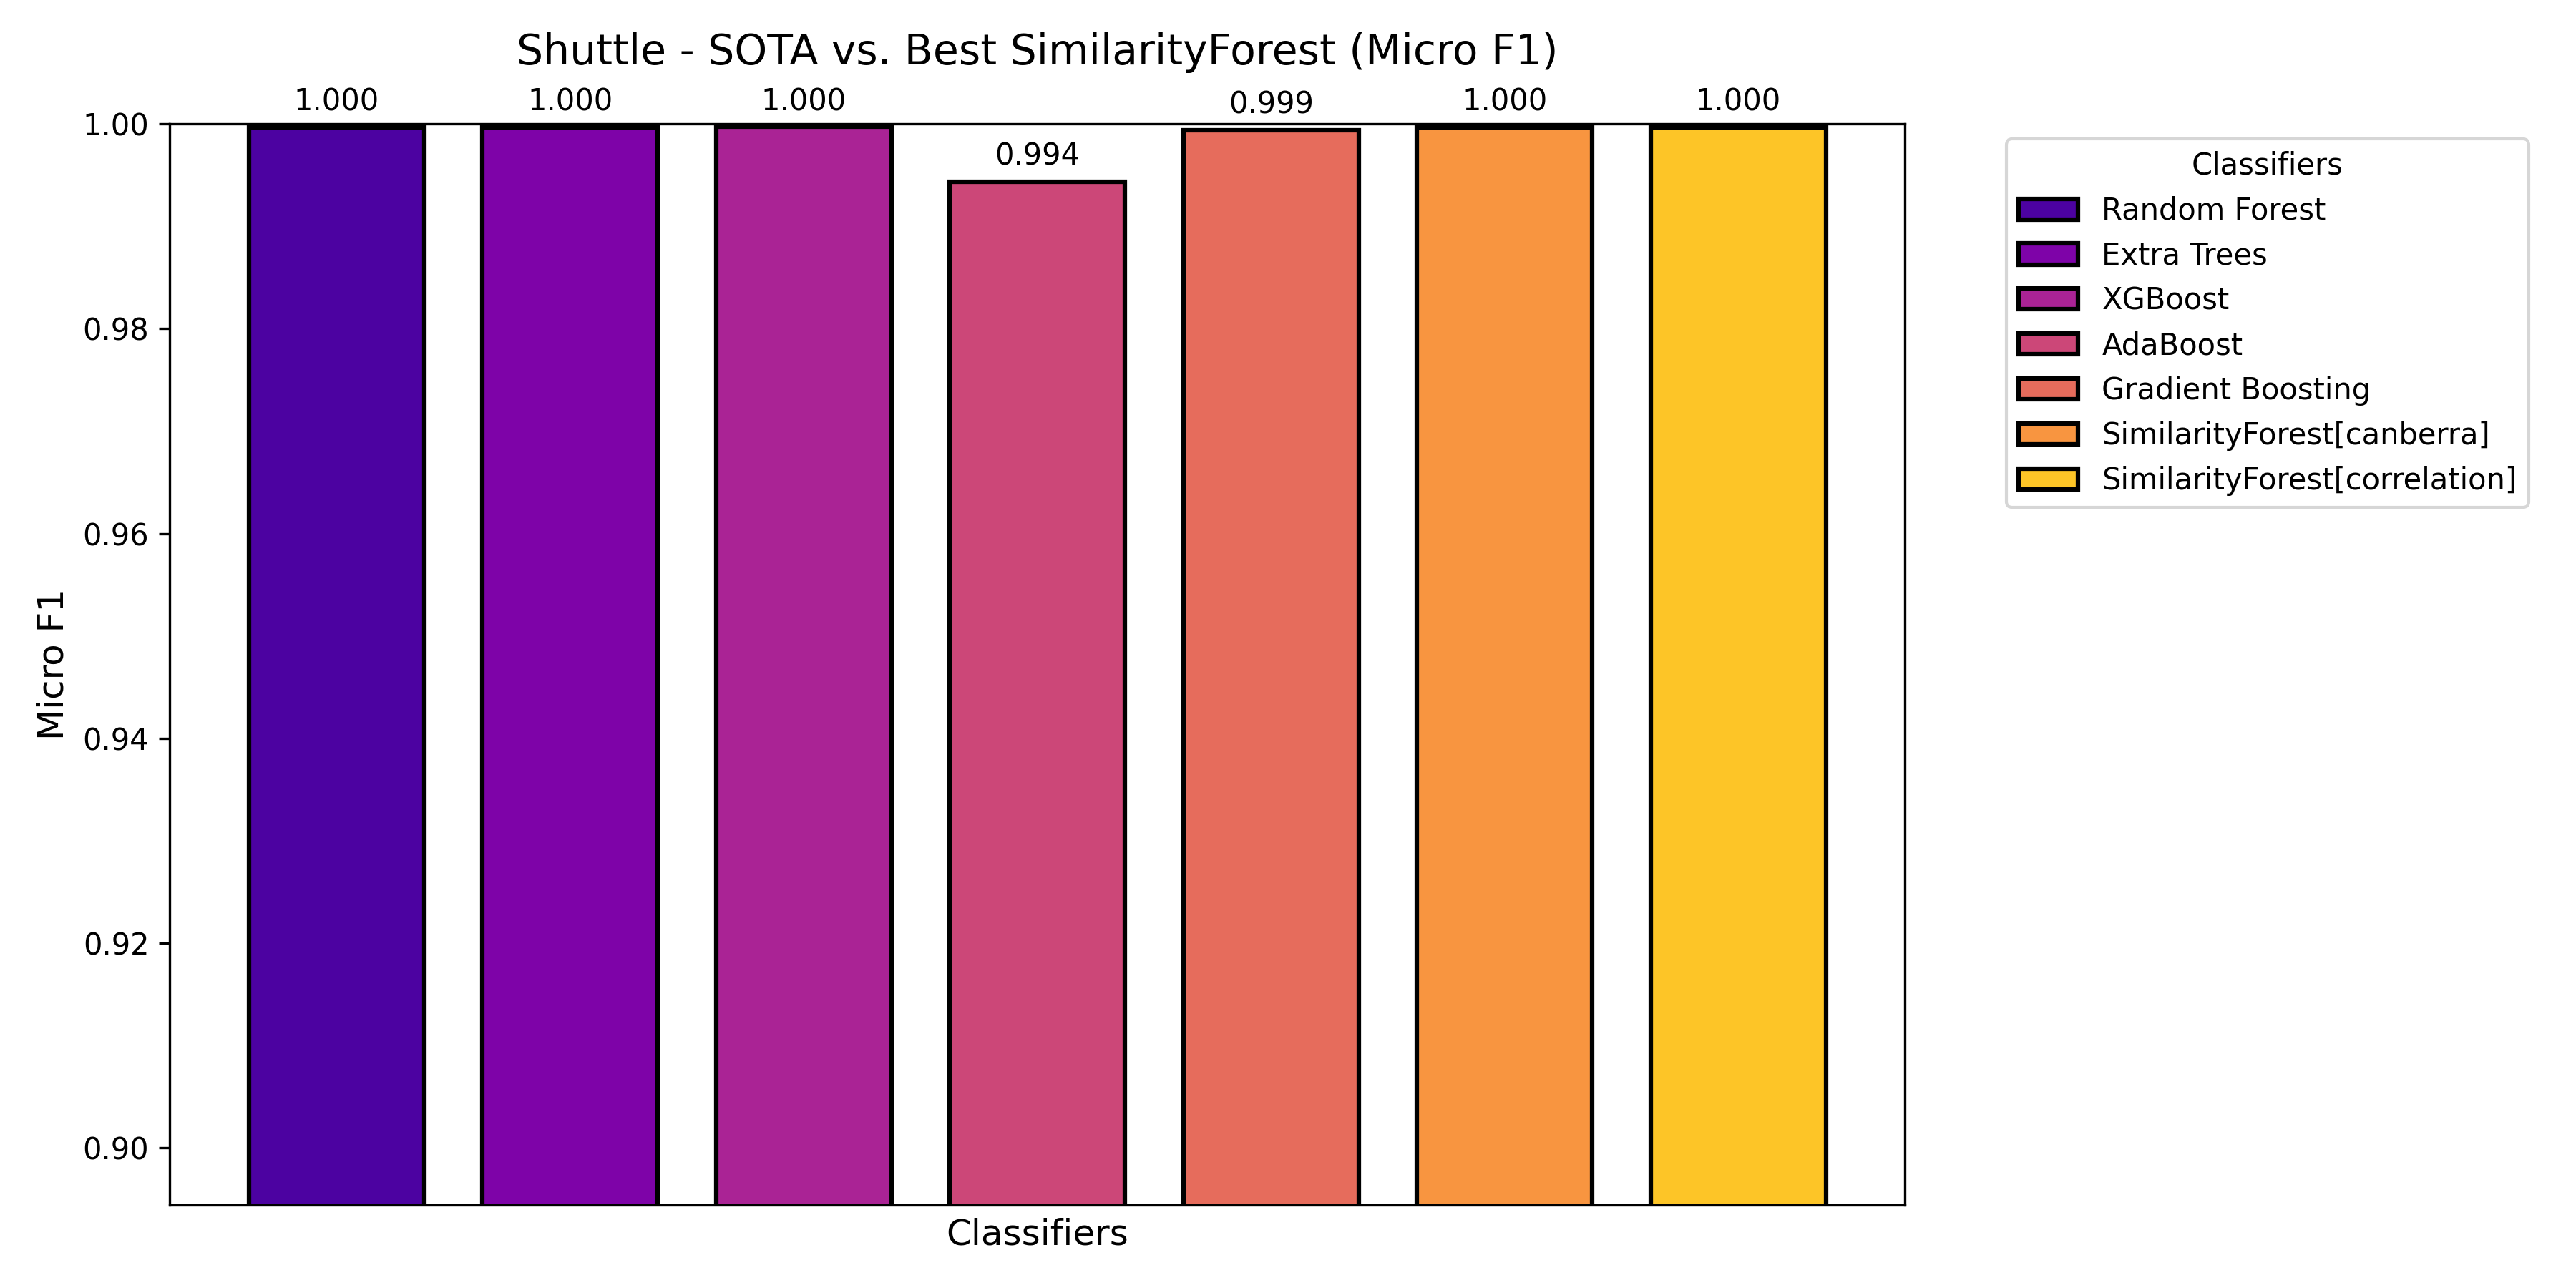 Shuttle - SOTA vs. Best SimilarityForest (Micro F1)
1.000
1.000
1.000
0.994
0.999
1.000
1.000
1.00
0.98
0.96
0.94
0.92
0.90
Micro F1
Classifiers
Classifiers
Random Forest
Extra Trees
XGBoost
AdaBoost
Gradient Boosting
SimilarityForest[canberra]
SimilarityForest[correlation]